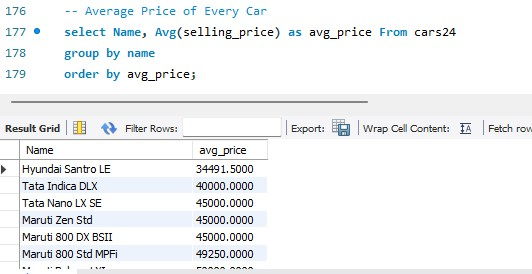 176 -- Average Price of Every Car
177 select Name, Avg(selling_price) as avg_price From cars24
178 group by name
179 order by avg_price;
Result Grid Filter Rows: Export: Wrap Cell Content: Fetch row
Name avg_price
Hyundai Santro LE 34491.5000
Tata Indica DLX 40000.0000
Tata Nano LX SE 45000.0000
Maruti Zen Std 45000.0000
Maruti 800 DX BSII 45000.0000
Maruti 800 Std MPFi 49250.0000